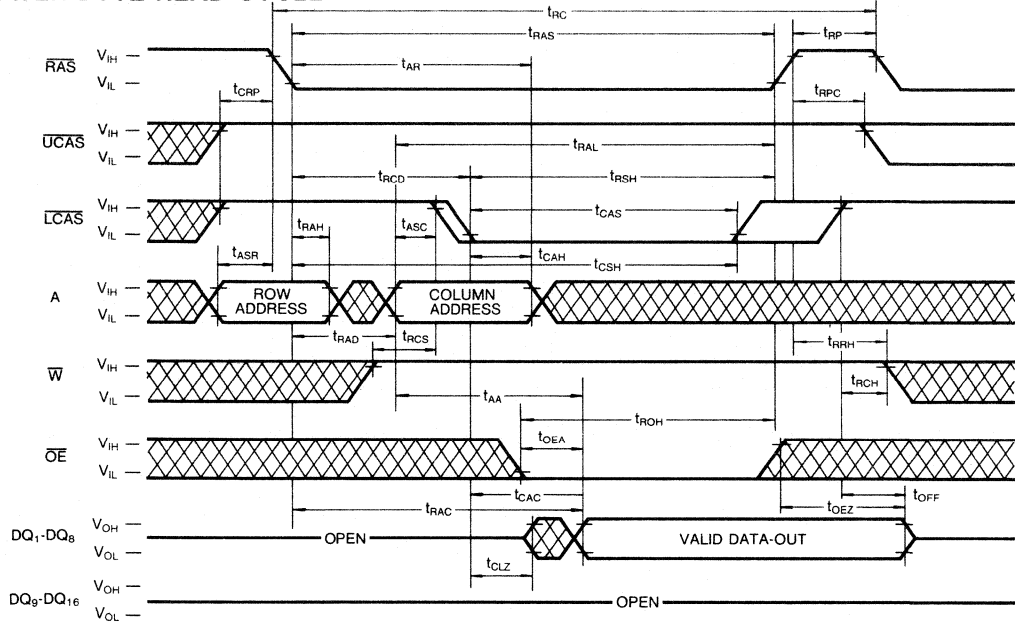 tRC
tRAS
tRP
RAS
VIH
VIL
tAR
tCRP
tRPC
UCAS
VIH
VIL
tRAL
tRCD
tRSH
LCAS
VIH
VIL
tRAH
tASC
tCAS
tASR
tCAH
tCSH
A
VIH
VIL
ROW
ADDRESS
COLUMN
ADDRESS
tRAD
tRCS
tRRH
W
VIH
VIL
tRCH
tAA
tROH
OE
VIH
VIL
tOEA
tCAC
tOFF
tRAC
tOEZ
DQ1-DQ8
VOH
VOL
OPEN
VALID DATA-OUT
tCLZ
DQ9-DQ16
VOH
VOL
OPEN